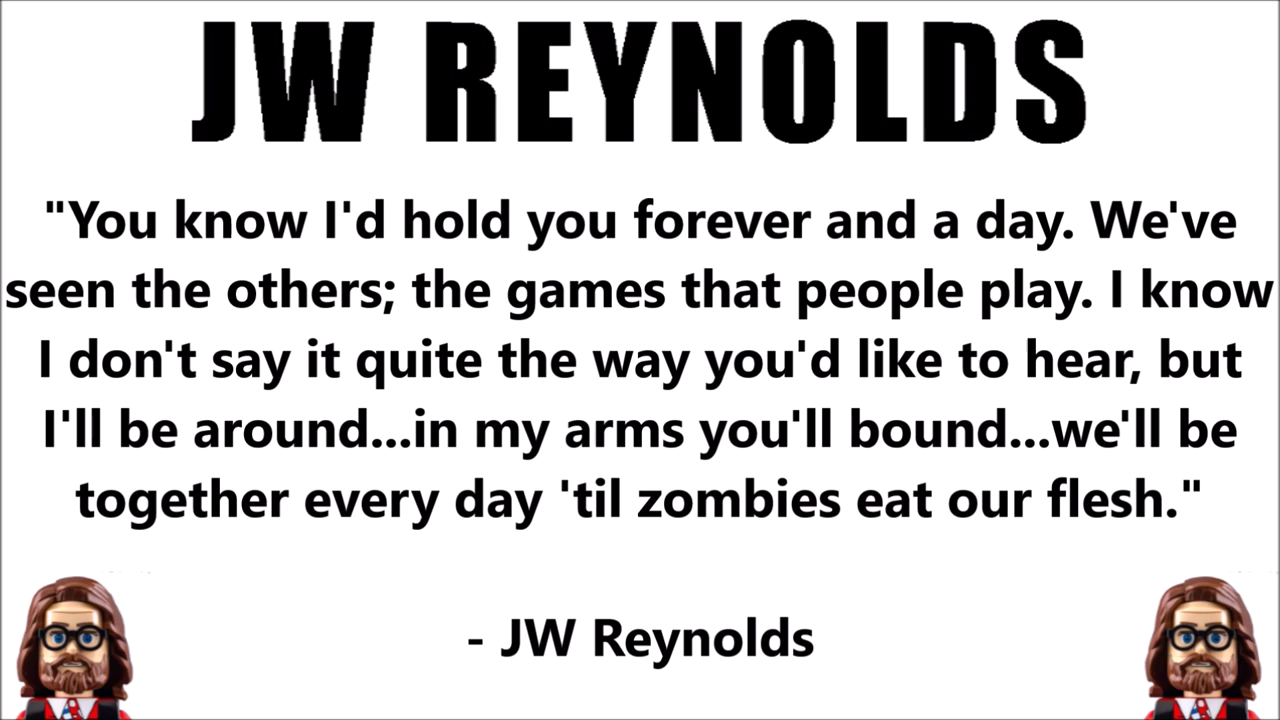 JW REYNOLDS
"You know I'd hold you forever and a day. We've
seen the others; the games that people play. I know
I don't say it quite the way you'd like to hear, but
I'll be around...in my arms you'll bound...we'll be
together every day 'til zombies eat our flesh."
- JW Reynolds